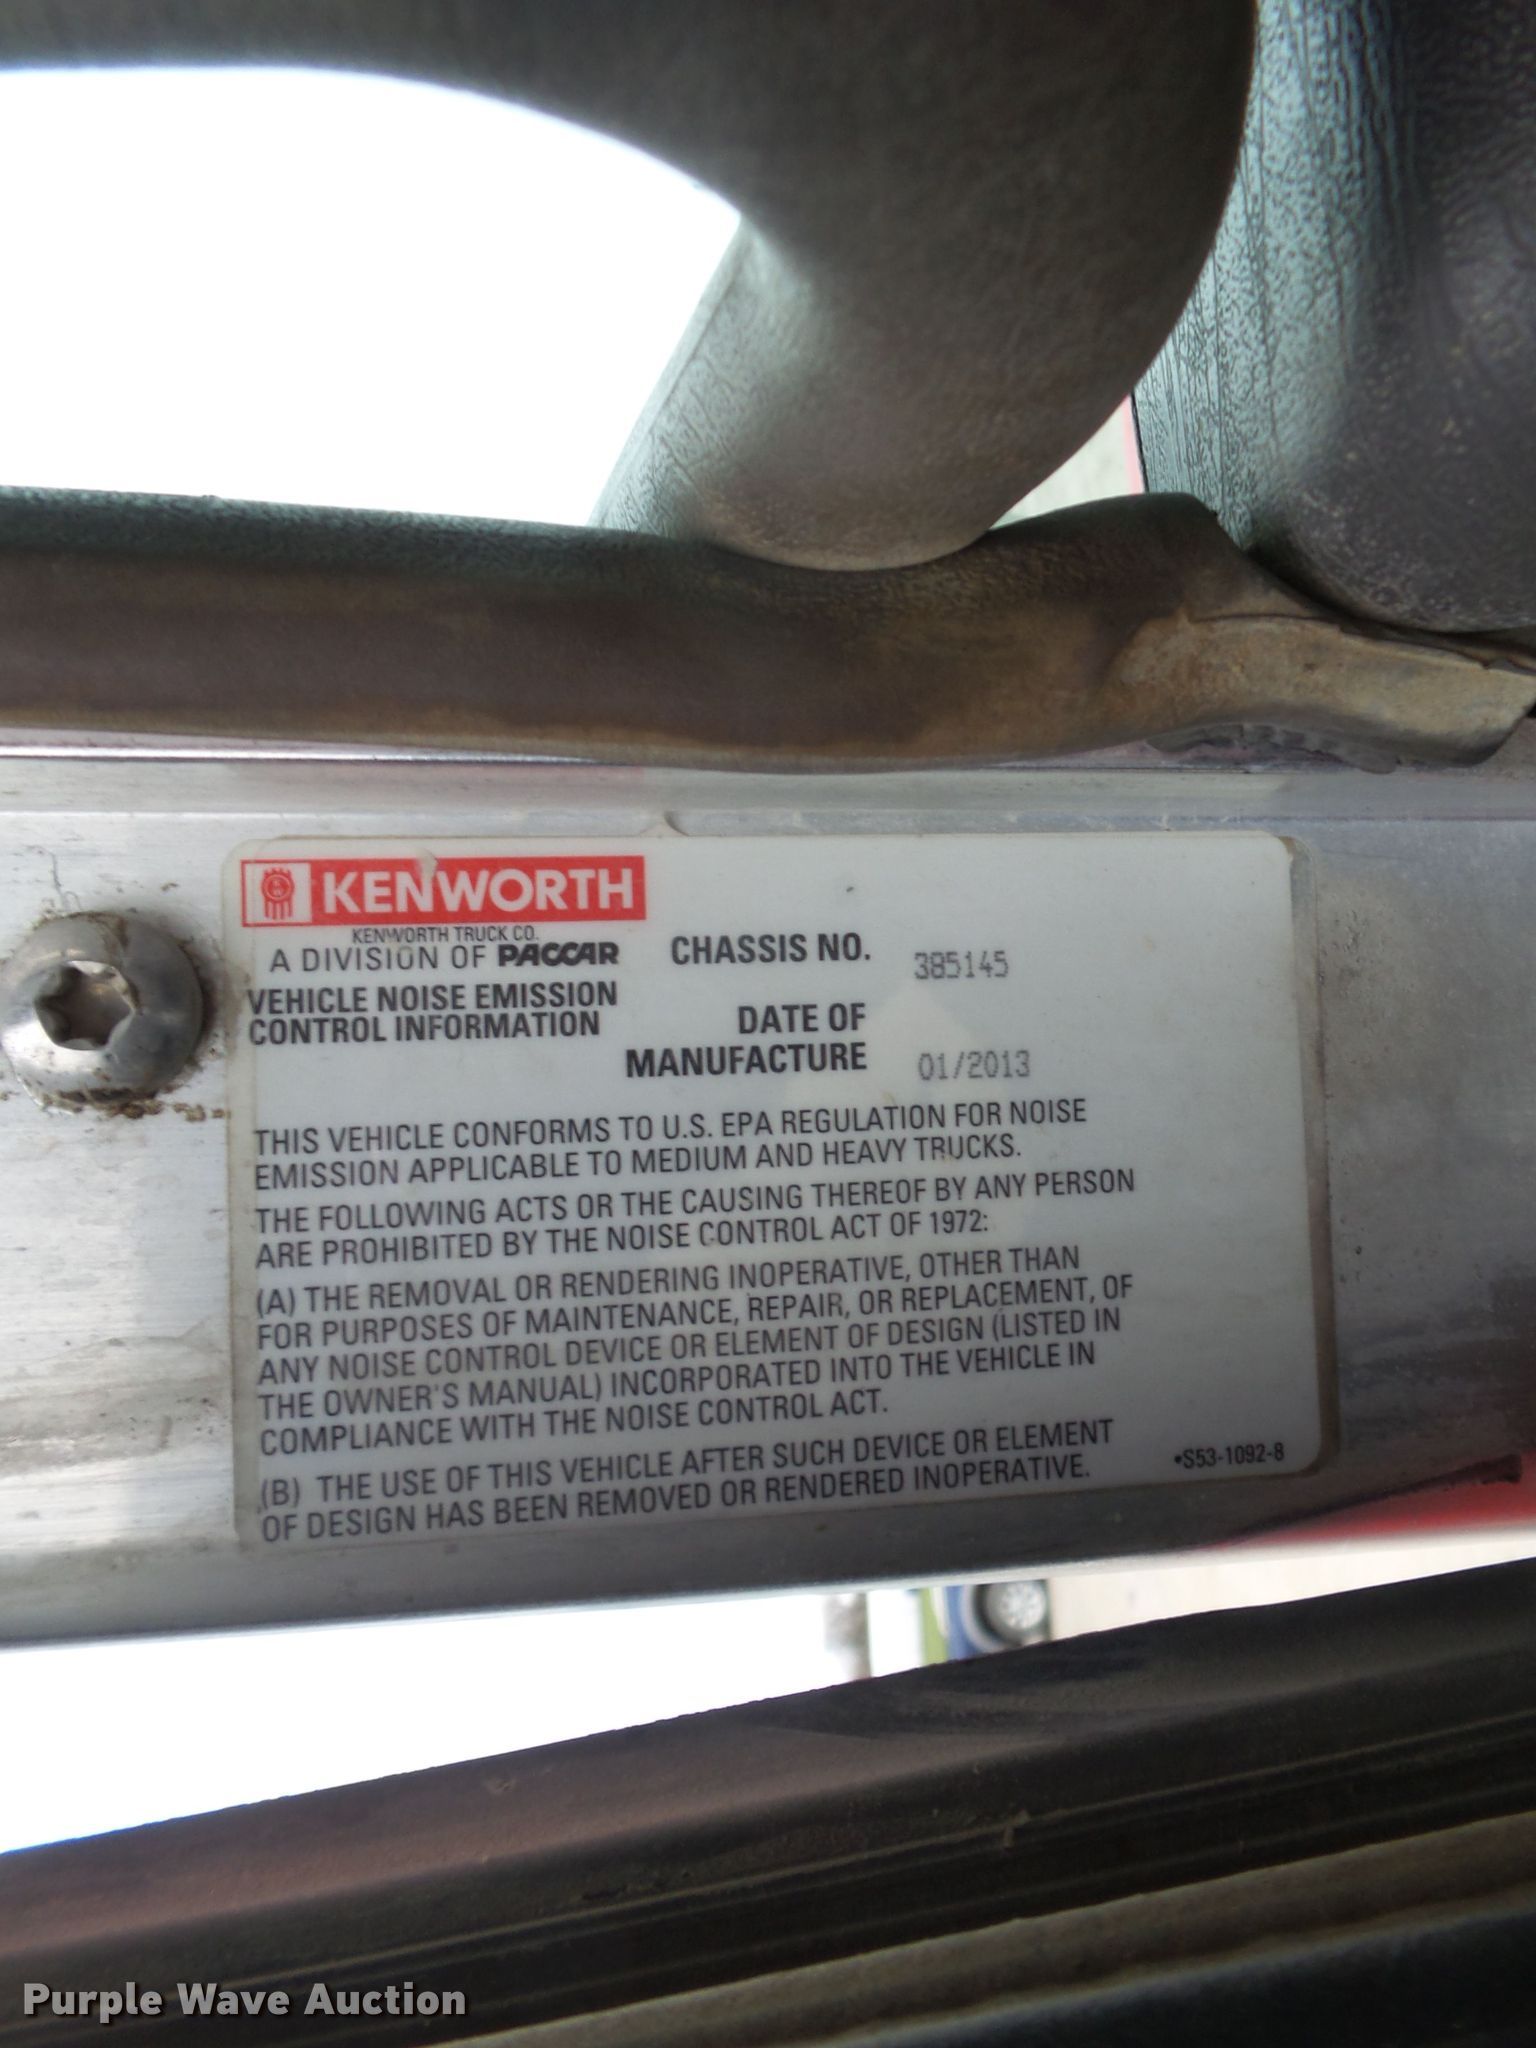 KENWORTH
KENWORTH TRUCK CO.
A DIVISION OF PACCAR
VEHICLE NOISE EMISSION
CONTROL INFORMATION
CHASSIS NO. 385145
DATE OF
MANUFACTURE 01/2013
THIS VEHICLE CONFORMS TO U.S. EPA REGULATION FOR NOISE
EMISSION APPLICABLE TO MEDIUM AND HEAVY TRUCKS.
THE FOLLOWING ACTS OR THE CAUSING THEREOF BY ANY PERSON
ARE PROHIBITED BY THE NOISE CONTROL ACT OF 1972:
(A) THE REMOVAL OR RENDERING INOPERATIVE, OTHER THAN
FOR PURPOSES OF MAINTENANCE, REPAIR, OR REPLACEMENT, OF
ANY NOISE CONTROL DEVICE OR ELEMENT OF DESIGN (LISTED IN
THE OWNER'S MANUAL) INCORPORATED INTO THE VEHICLE IN
COMPLIANCE WITH THE NOISE CONTROL ACT.
(B) THE USE OF THIS VEHICLE AFTER SUCH DEVICE OR ELEMENT
OF DESIGN HAS BEEN REMOVED OR RENDERED INOPERATIVE.
•S53-1092-8
Purple Wave Auction